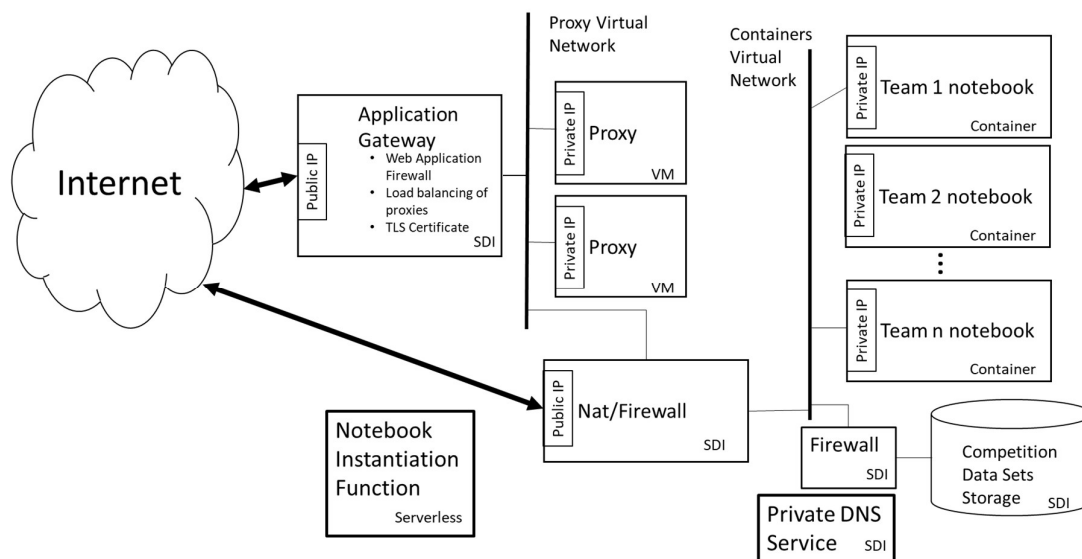 Internet
Public IP
Application
Gateway
• Web Application
Firewall
• Load balancing of
proxies
• TLS Certificate
SDI
Proxy Virtual
Network
Private IP
Proxy
VM
Private IP
Proxy
VM
Containers
Virtual
Network
Private IP
Team 1 notebook
Container
Private IP
Team 2 notebook
Container
Private IP
Team n notebook
Container
Public IP
Nat/Firewall
SDI
Notebook
Instantiation
Function
Serverless
Firewall
SDI
Competition
Data Sets
Storage
SDI
Private DNS
Service
SDI